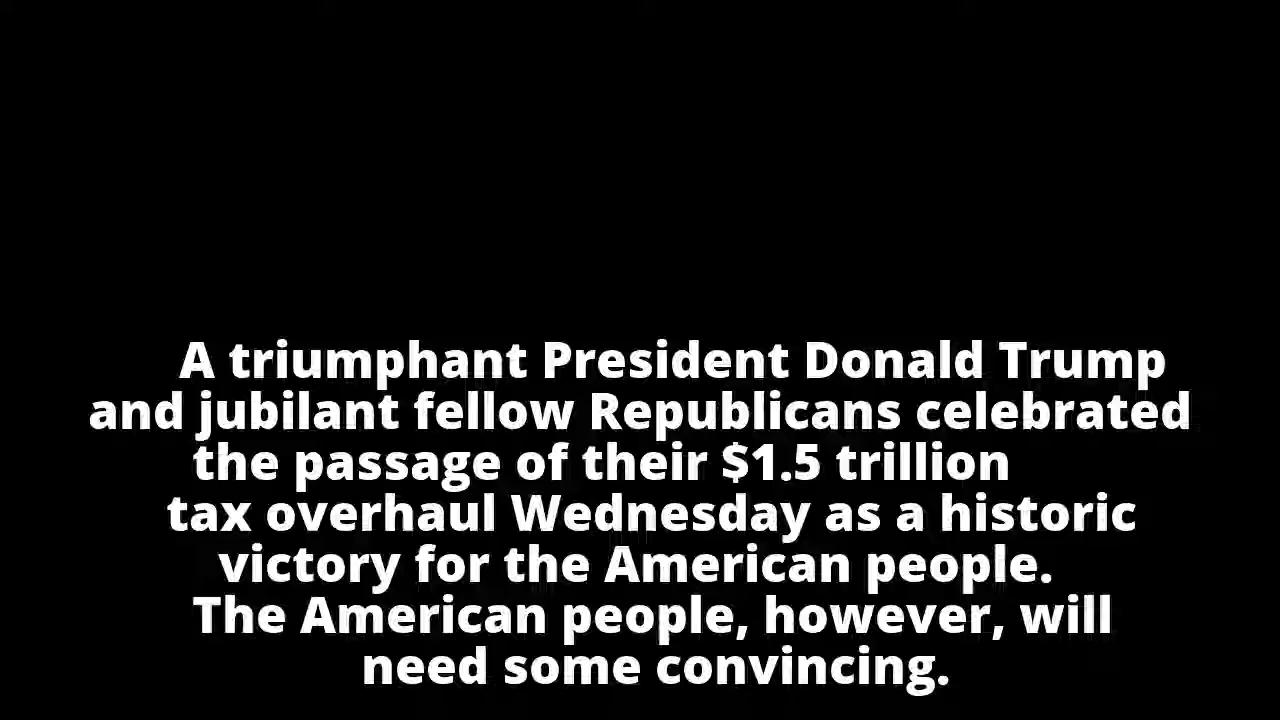 A triumphant President Donald Trump
and jubilant fellow Republicans celebrated
the passage of their $1.5 trillion
tax overhaul Wednesday as a historic
victory for the American people.
The American people, however, will
need some convincing.